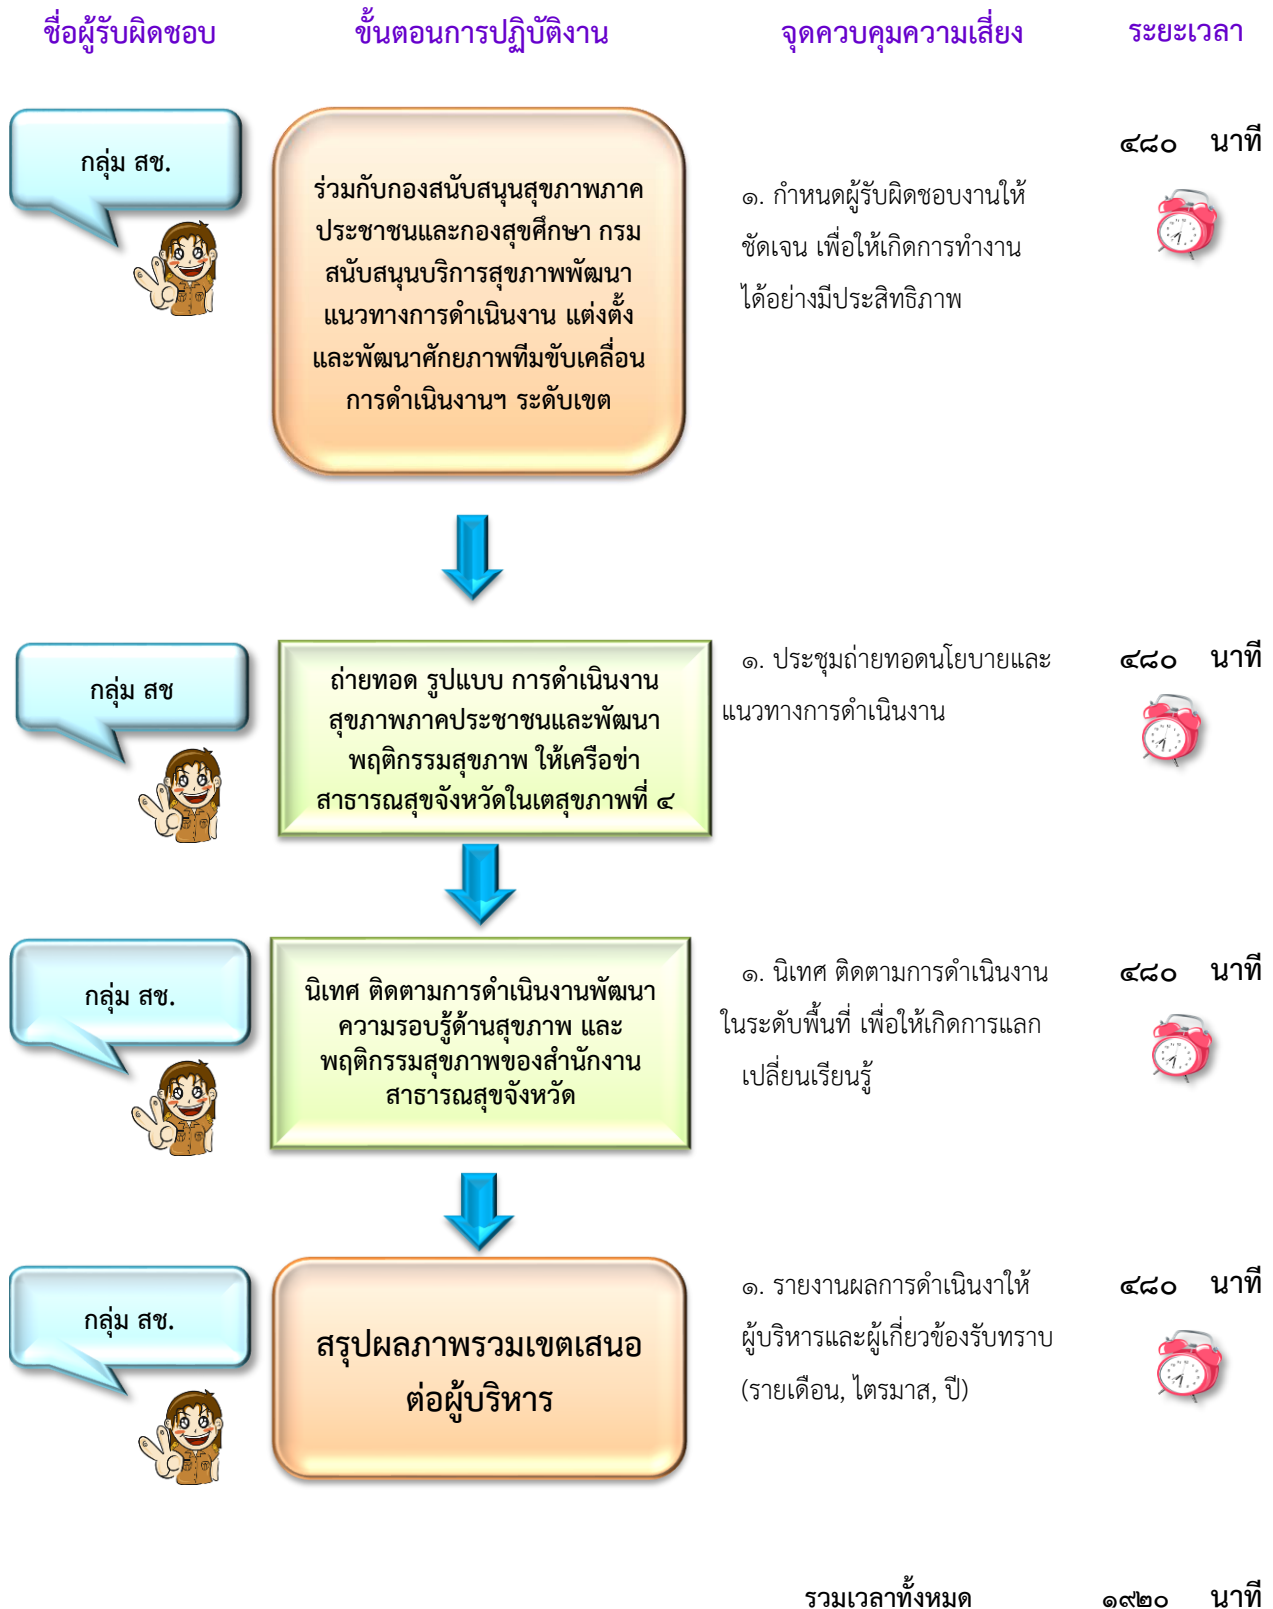 ชื่อผู้รับผิดชอบ ขั้นตอนการปฏิบัติงาน จุดควบคุมความเสี่ยง ระยะเวลา
กลุ่ม สช.
ร่วมกับกองสนับสนุนสุขภาพภาค
ประชาชนและกองสุขศึกษา กรม
สนับสนุนบริการสุขภาพพัฒนา
แนวทางการดำเนินงาน แต่งตั้ง
และพัฒนาศักยภาพทีมขับเคลื่อน
การดำเนินงานฯ ระดับเขต
๑. กำหนดผู้รับผิดชอบงานให้
ชัดเจน เพื่อให้เกิดการทำงาน
ได้อย่างมีประสิทธิภาพ
๔๘๐ นาที
กลุ่ม สช
ถ่ายทอด รูปแบบ การดำเนินงาน
สุขภาพภาคประชาชนและพัฒนา
พฤติกรรมสุขภาพ ให้เครือข่า
สาธารณสุขจังหวัดในเตสุขภาพที่ ๔
๑. ประชุมถ่ายทอดนโยบายและ
แนวทางการดำเนินงาน
๔๘๐ นาที
กลุ่ม สช.
นิเทศ ติดตามการดำเนินงานพัฒนา
ความรอบรู้ด้านสุขภาพ และ
พฤติกรรมสุขภาพของสำนักงาน
สาธารณสุขจังหวัด
๑. นิเทศ ติดตามการดำเนินงาน
ในระดับพื้นที่ เพื่อให้เกิดการแลก
เปลี่ยนเรียนรู้
๔๘๐ นาที
กลุ่ม สช.
สรุปผลภาพรวมเขตเสนอ
ต่อผู้บริหาร
๑. รายงานผลการดำเนินงาให้
ผู้บริหารและผู้เกี่ยวข้องรับทราบ
(รายเดือน, ไตรมาส, ปี)
๔๘๐ นาที
รวมเวลาทั้งหมด ๑๙๒๐ นาที